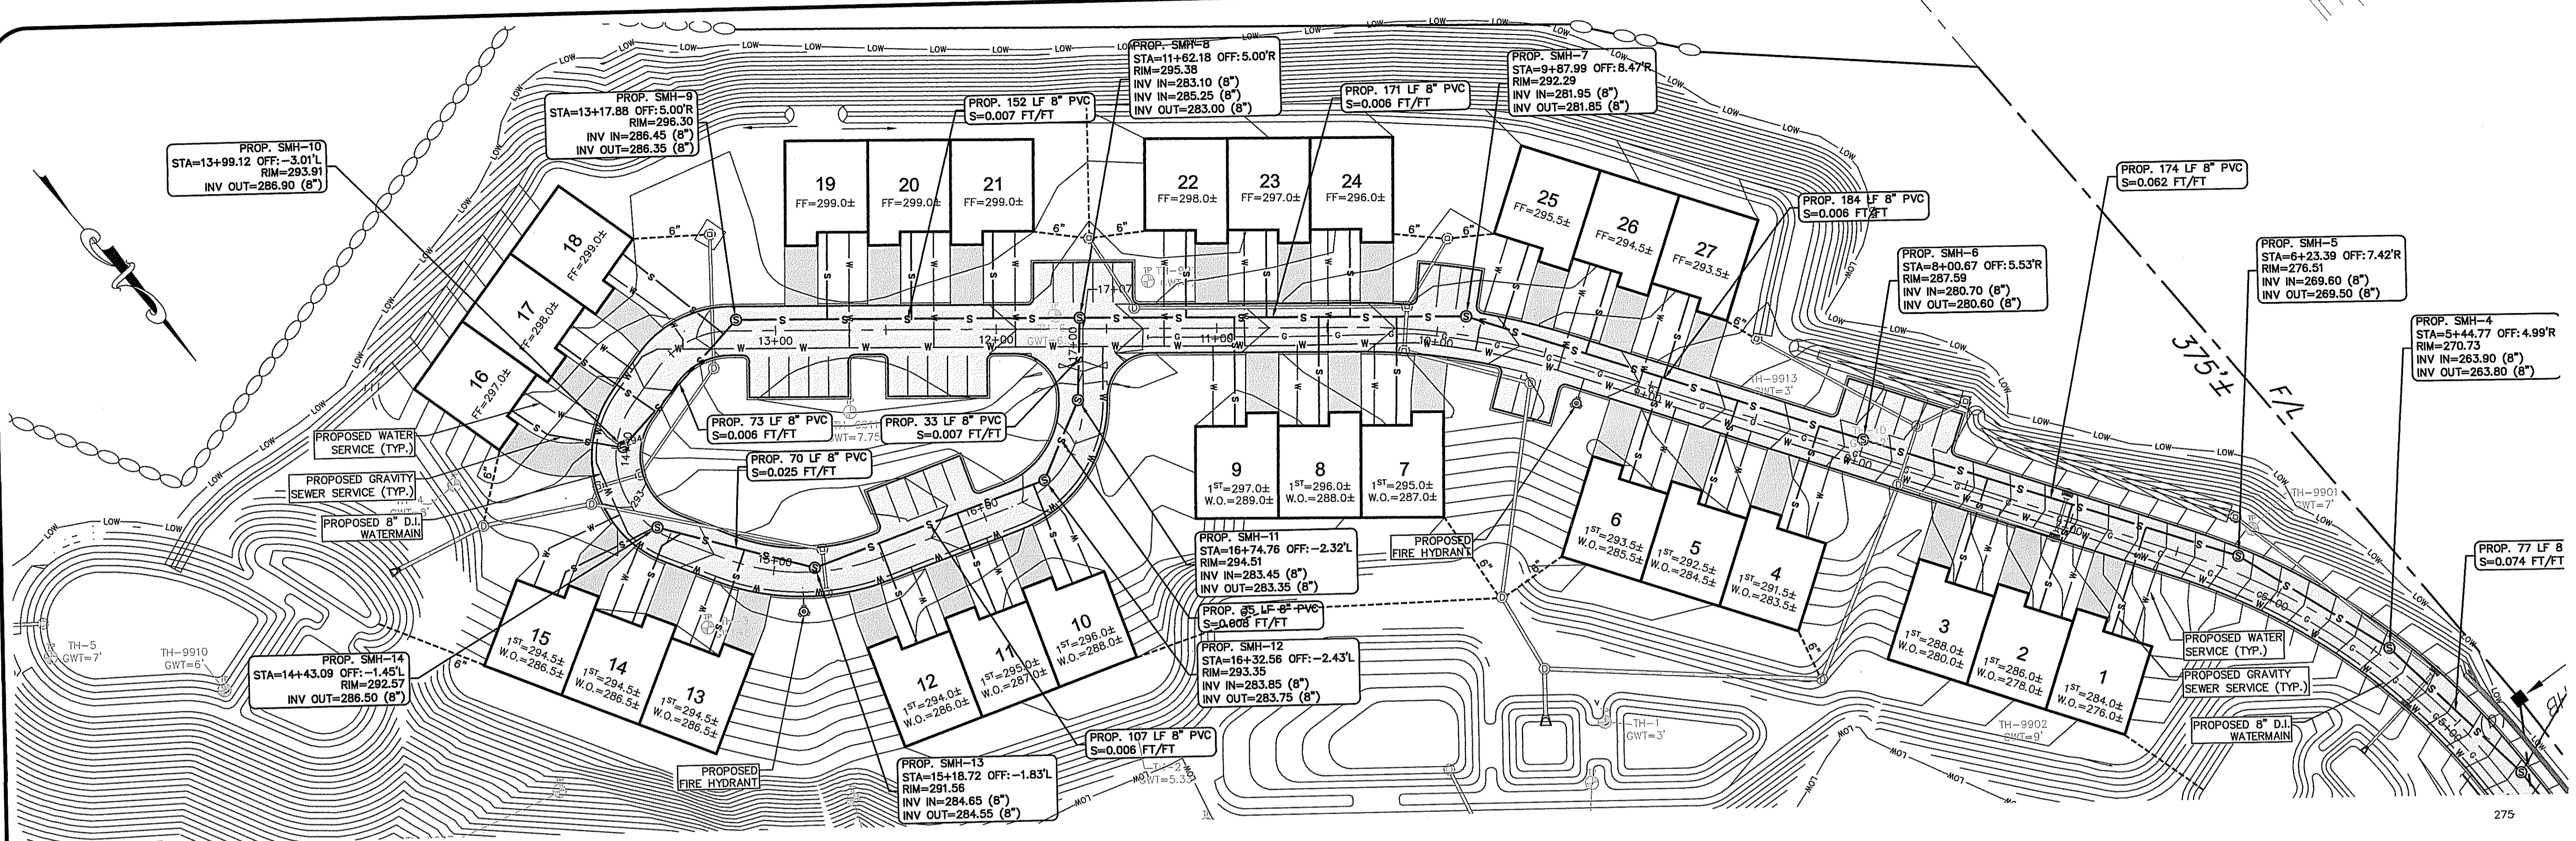 PROP. SMH-8
STA=11+62.18 OFF:5.00'R
RIM=295.38
INV IN=283.10 (8")
INV IN=285.25 (8")
INV OUT=283.00 (8")
PROP. SMH-7
STA=9+87.99 OFF:8.47'R
RIM=292.29
INV IN=281.95 (8")
INV OUT=281.85 (8")
PROP. SMH-9
STA=13+17.88 OFF:5.00'R
RIM=296.30
INV IN=286.45 (8")
INV OUT=286.35 (8")
PROP. 152 LF 8" PVC
S=0.007 FT/FT
PROP. 171 LF 8" PVC
S=0.006 FT/FT
PROP. SMH-10
STA=13+99.12 OFF:-3.01'L
RIM=293.91
INV OUT=286.90 (8")
PROP. 174 LF 8" PVC
S=0.062 FT/FT
PROP. 184 LF 8" PVC
S=0.006 FT/FT
PROP. SMH-6
STA=8+00.67 OFF:5.53'R
RIM=287.59
INV IN=280.70 (8")
INV OUT=280.60 (8")
PROP. SMH-5
STA=6+23.39 OFF:7.42'R
RIM=276.51
INV IN=269.60 (8")
INV OUT=269.50 (8")
PROP. SMH-4
STA=5+44.77 OFF:4.99'R
RIM=270.73
INV IN=263.90 (8")
INV OUT=263.80 (8")
375'±
19
FF=299.0±
20
FF=299.0±
21
FF=299.0±
22
FF=298.0±
23
FF=297.0±
24
FF=296.0±
25
FF=295.5±
26
FF=294.5±
27
FF=293.5±
18
FF=299.0±
17
FF=298.0±
16
FF=297.0±
17+07
17+00
13+00
12+00
11+00
10+00
TH-9913
GWT=3'
TH-9901
GWT=7'
PROP. 73 LF 8" PVC
S=0.006 FT/FT
PROP. 33 LF 8" PVC
S=0.007 FT/FT
PROP. 70 LF 8" PVC
S=0.025 FT/FT
PROPOSED WATER
SERVICE (TYP.)
PROPOSED GRAVITY
SEWER SERVICE (TYP.)
PROPOSED 8" D.I.
WATERMAIN
9
1ST=297.0±
W.O.=289.0±
8
1ST=296.0±
W.O.=288.0±
7
1ST=295.0±
W.O.=287.0±
6
1ST=293.5±
W.O.=285.5±
5
1ST=292.5±
W.O.=284.5±
4
1ST=291.5±
W.O.=283.5±
3
1ST=288.0±
W.O.=280.0±
2
1ST=286.0±
W.O.=278.0±
1
1ST=284.0±
W.O.=276.0±
PROP. 77 LF 8
S=0.074 FT/FT
PROPOSED
FIRE HYDRANT
PROP. SMH-11
STA=16+74.76 OFF:-2.32'L
RIM=294.51
INV IN=283.45 (8")
INV OUT=283.35 (8")
PROP. 35 LF 8" PVC
S=0.008 FT/FT
PROP. SMH-12
STA=16+32.56 OFF:-2.43'L
RIM=293.35
INV IN=283.85 (8")
INV OUT=283.75 (8")
PROP. 107 LF 8" PVC
S=0.006 FT/FT
15
1ST=294.5±
W.O.=286.5±
14
1ST=294.5±
W.O.=286.5±
13
1ST=294.5±
W.O.=286.5±
12
1ST=294.0±
W.O.=286.0±
11
1ST=295.0±
W.O.=287.0±
10
1ST=296.0±
W.O.=288.0±
16+00
15+00
TH-5
GWT=7'
TH-9910
GWT=6'
PROP. SMH-14
STA=14+43.09 OFF:-1.45'L
RIM=292.57
INV OUT=286.50 (8")
PROP. SMH-13
STA=15+18.72 OFF:-1.83'L
RIM=291.56
INV IN=284.65 (8")
INV OUT=284.55 (8")
PROPOSED
FIRE HYDRANT
TH-1
GWT=3'
TH-2
GWT=5.33'
TH-9902
GWT=9'
PROPOSED WATER
SERVICE (TYP.)
PROPOSED GRAVITY
SEWER SERVICE (TYP.)
PROPOSED 8" D.I.
WATERMAIN
275